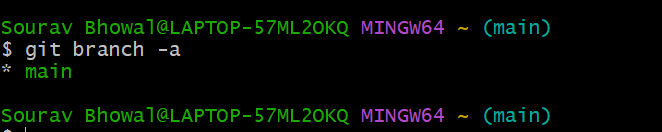 Sourav Bhowal@LAPTOP-57ML2OKQ MINGW64 ~ (main)
$ git branch -a
* main
Sourav Bhowal@LAPTOP-57ML2OKQ MINGW64 ~ (main)